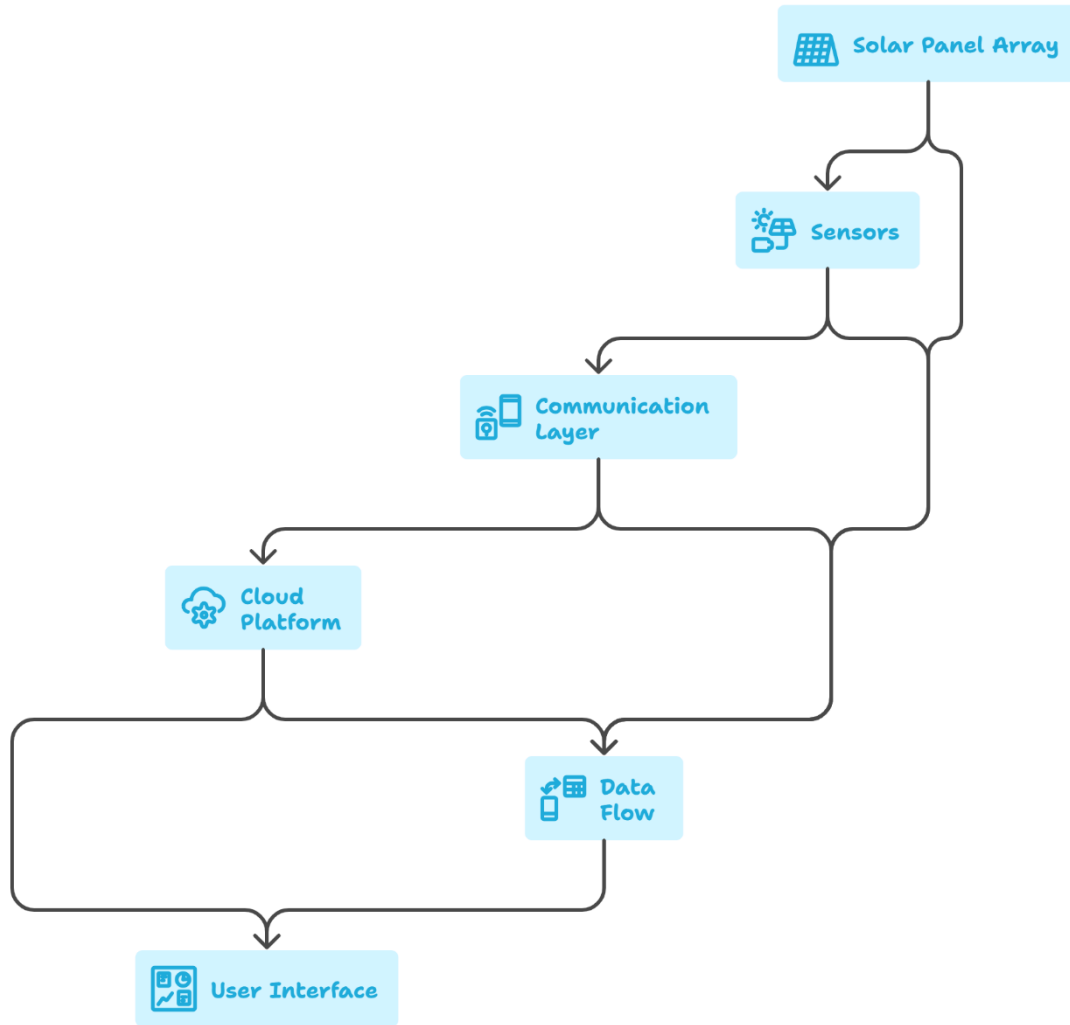 Solar Panel Array
Sensors
Communication
Layer
Cloud
Platform
Data
Flow
User Interface